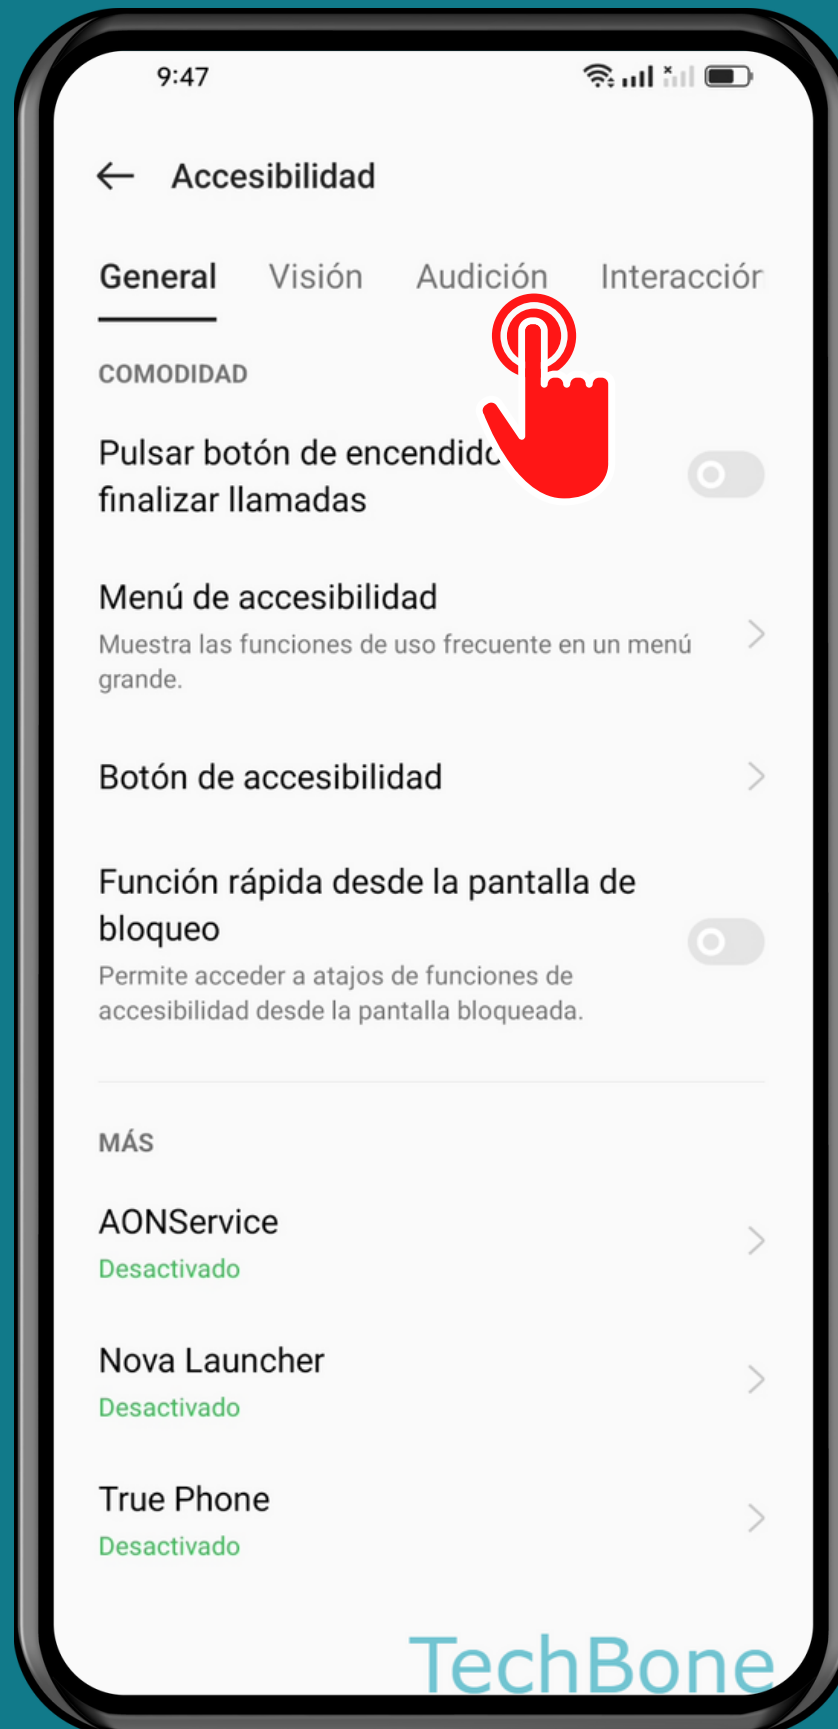 9:47
Accesibilidad
General Visión Audición Interacción
COMODIDAD
Pulsar botón de encendido
finalizar llamadas
Menú de accesibilidad
Muestra las funciones de uso frecuente en un menú
grande.
Botón de accesibilidad
Función rápida desde la pantalla de
bloqueo
Permite acceder a atajos de funciones de
accesibilidad desde la pantalla bloqueada.
MÁS
AONService
Desactivado
Nova Launcher
Desactivado
True Phone
Desactivado
TechBone